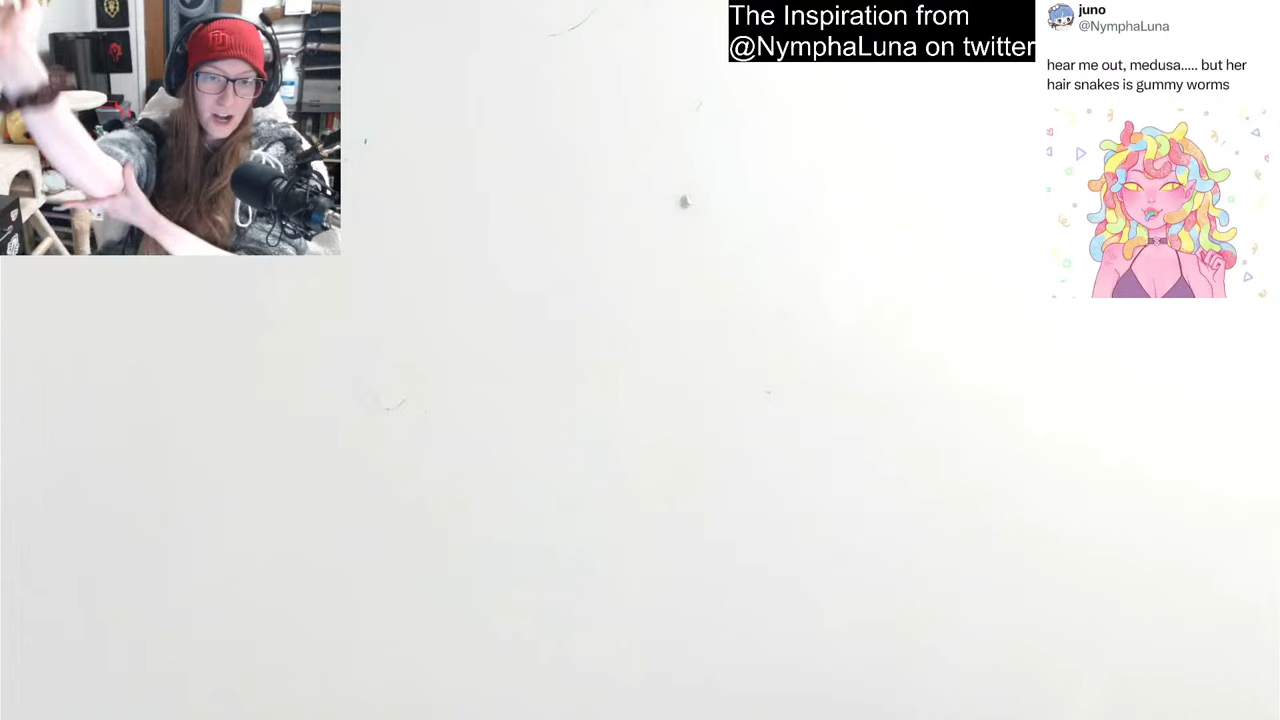 The Inspiration from
@NymphaLuna on twitter
juno
@NymphaLuna
hear me out, medusa..... but her
hair snakes is gummy worms